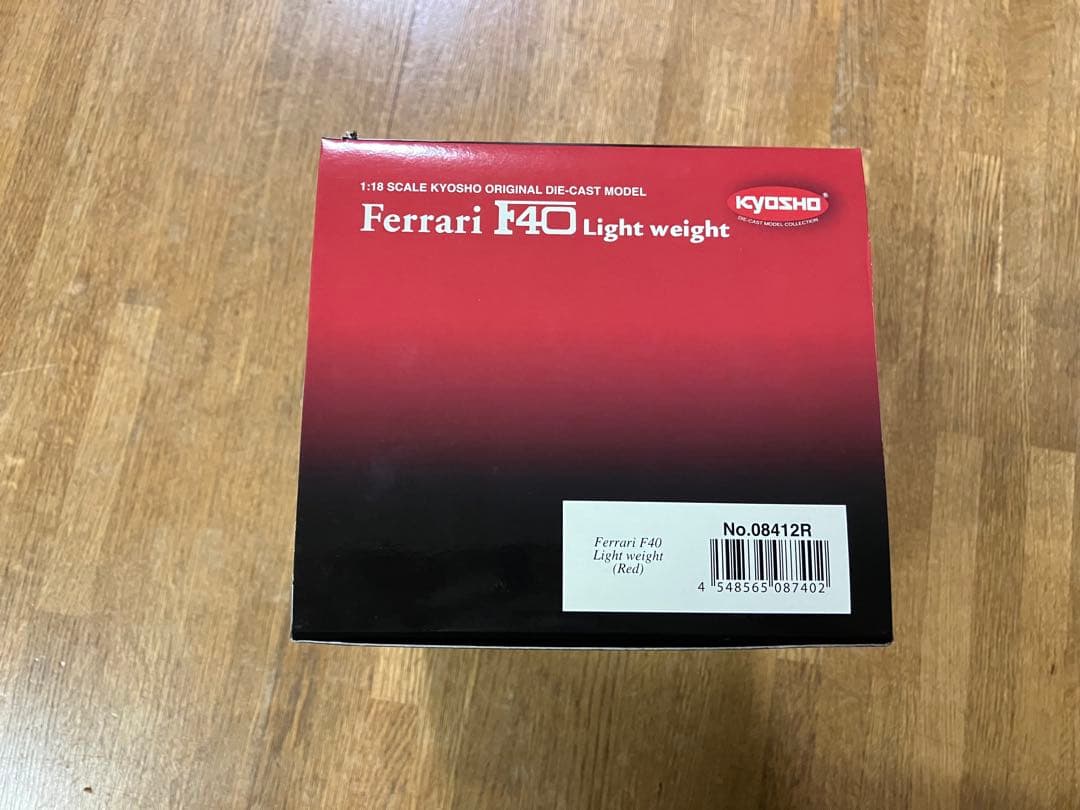 1:18 SCALE KYOSHO ORIGINAL DIE-CAST MODEL
Ferrari F40 Light weight
KYOSHO®
DIE-CAST MODEL COLLECTION
No.08412R
Ferrari F40
Light weight
(Red)
4 548565 087402